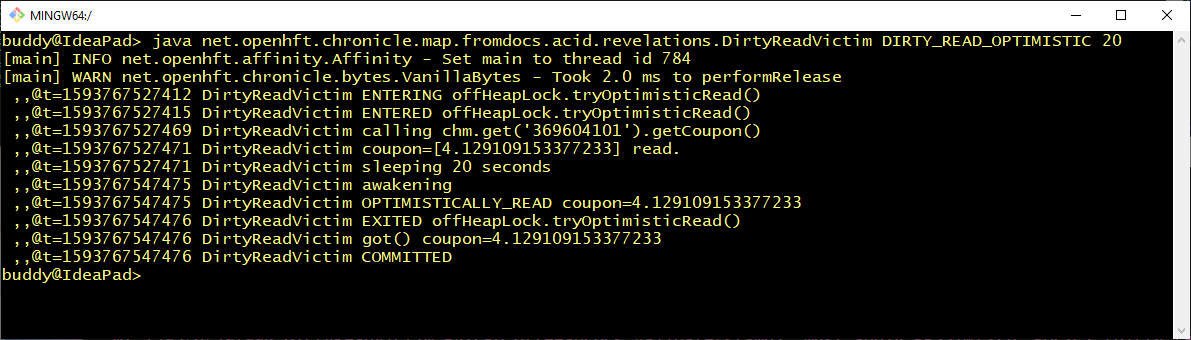 MINGW64:/
buddy@IdeaPad> java net.openhft.chronicle.map.fromdocs.acid.revelations.DirtyReadVictim DIRTY_READ_OPTIMISTIC 20
[main] INFO net.openhft.affinity.Affinity - Set main to thread id 784
[main] WARN net.openhft.chronicle.bytes.VanillaBytes - Took 2.0 ms to performRelease
,,@t=1593767527412 DirtyReadVictim ENTERING offHeapLock.tryOptimisticRead()
,,@t=1593767527415 DirtyReadVictim ENTERED offHeapLock.tryOptimisticRead()
,,@t=1593767527469 DirtyReadVictim calling chm.get('369604101').getCoupon()
,,@t=1593767527471 DirtyReadVictim coupon=[4.129109153377233] read.
,,@t=1593767527471 DirtyReadVictim sleeping 20 seconds
,,@t=1593767547475 DirtyReadVictim awakening
,,@t=1593767547475 DirtyReadVictim OPTIMISTICALLY_READ coupon=4.129109153377233
,,@t=1593767547476 DirtyReadVictim EXITED offHeapLock.tryOptimisticRead()
,,@t=1593767547476 DirtyReadVictim got() coupon=4.129109153377233
,,@t=1593767547476 DirtyReadVictim COMMITTED
buddy@IdeaPad>